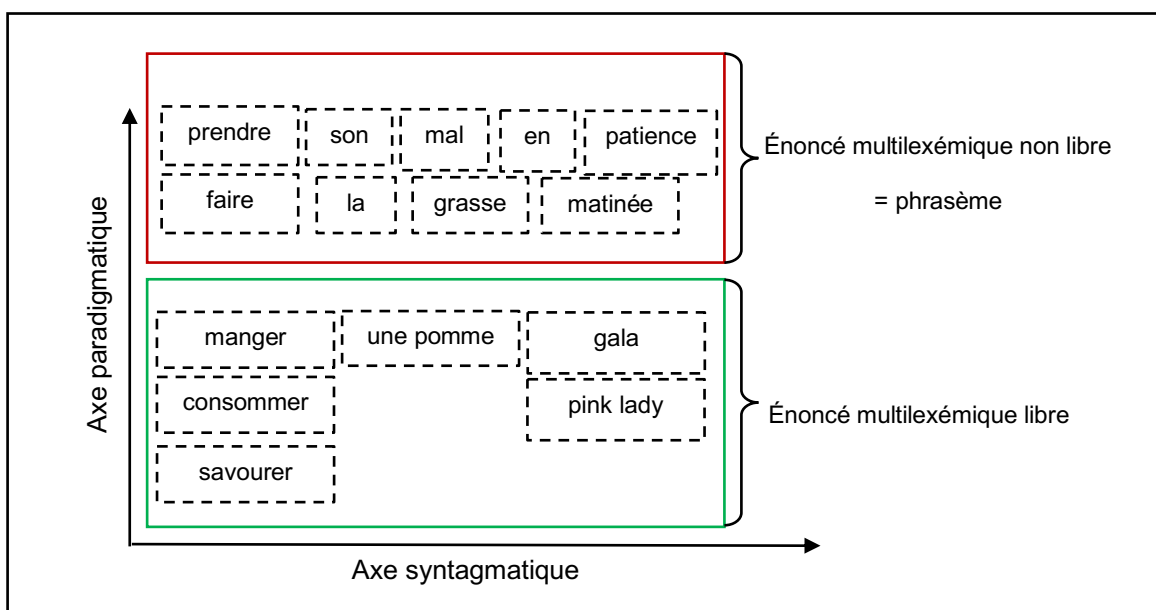 prendre son mal en patience
faire la grasse matinée
Énoncé multilexémique non libre
= phrasème
manger une pomme gala
consommer pink lady
savourer
Énoncé multilexémique libre
Axe paradigmatique
Axe syntagmatique